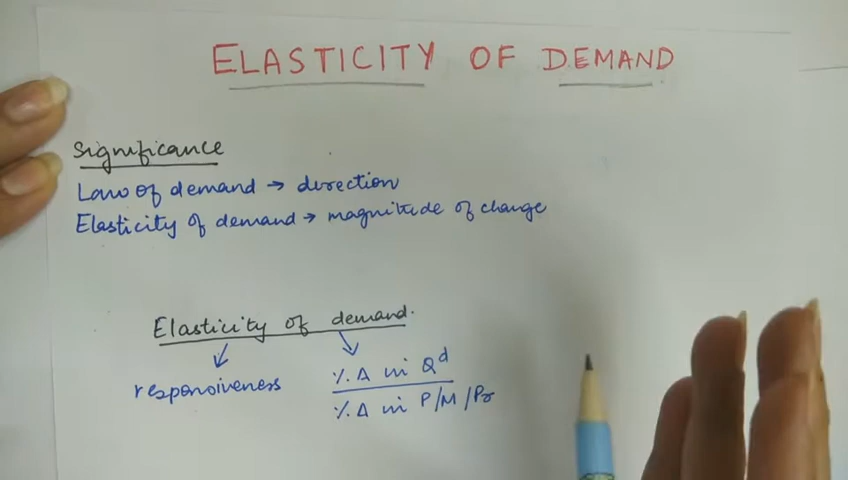 ELASTICITY OF DEMAND
Significance
Law of demand → direction
Elasticity of demand → magnitude of change
Elasticity of demand.
responsiveness
% Δ in Qᵈ
% Δ in P/M/Pr